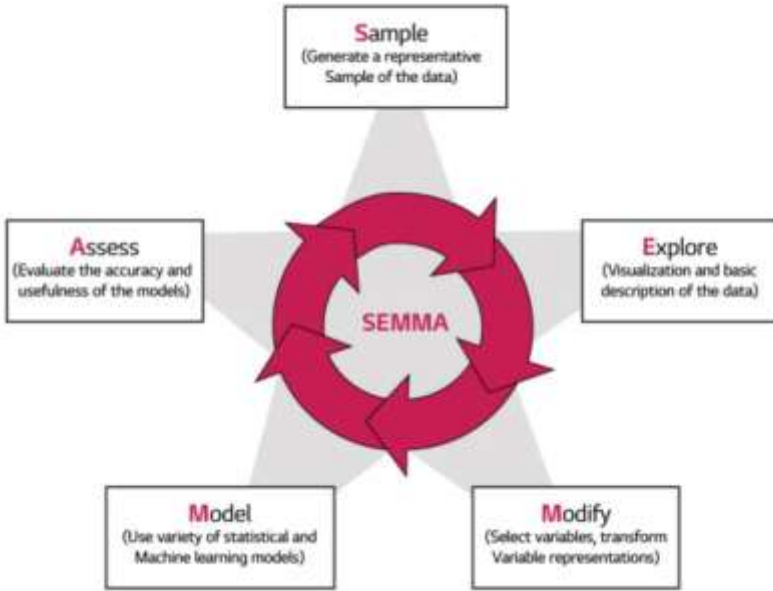 Sample
(Generate a representative
Sample of the data)
Assess
(Evaluate the accuracy and
usefulness of the models)
Explore
(Visualization and basic
description of the data)
SEMMA
Model
(Use variety of statistical and
Machine learning models)
Modify
(Select variables, transform
Variable representations)